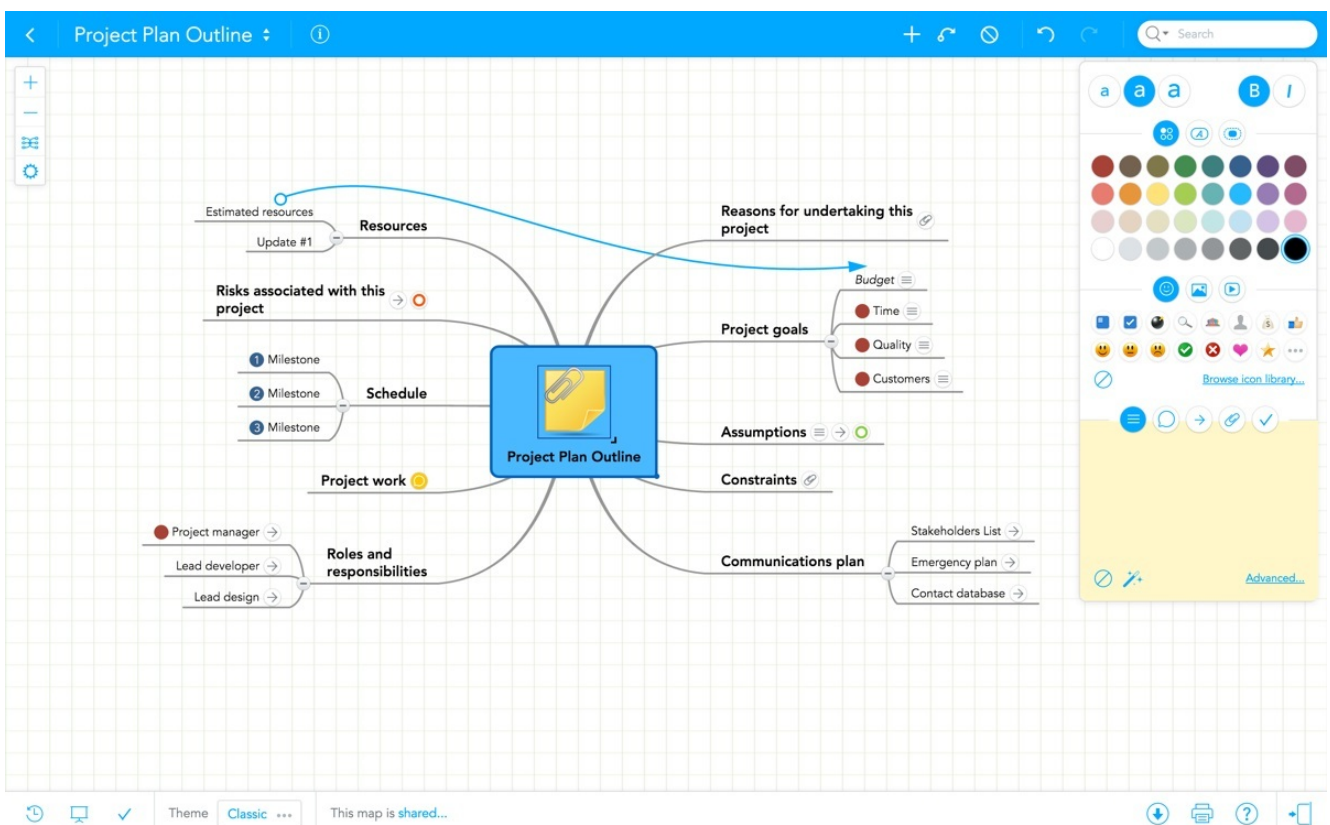 Project Plan Outline
Search
a a a B I
A
Estimated resources
Update #1
Resources
Risks associated with this
project
1 Milestone
2 Milestone
3 Milestone
Schedule
Project work
Project manager
Lead developer
Lead design
Roles and
responsibilities
Project Plan Outline
Reasons for undertaking this
project
Budget
Time
Quality
Customers
Project goals
Assumptions
Constraints
Communications plan
Stakeholders List
Emergency plan
Contact database
Browse icon library...
Advanced...
Theme
Classic
This map is shared...